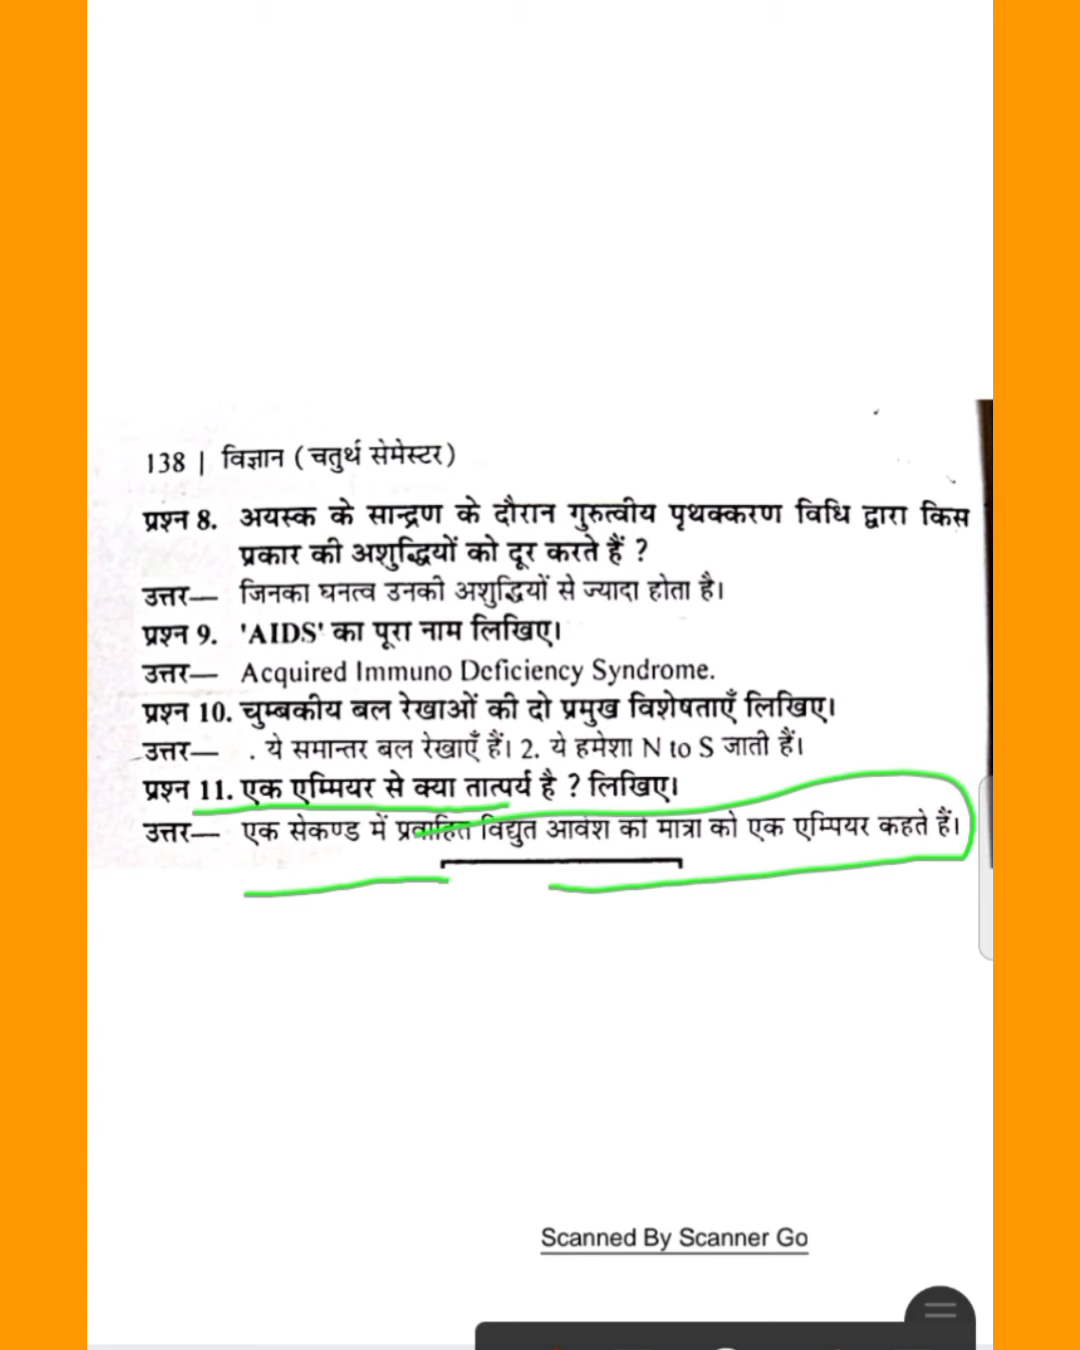 138 | विज्ञान (चतुर्थ सेमेस्टर)
प्रश्न 8. अयस्क के सान्द्रण के दौरान गुरुत्वीय पृथक्करण विधि द्वारा किस
प्रकार की अशुद्धियों को दूर करते हैं ?
उत्तर— जिनका घनत्व उनकी अशुद्धियों से ज्यादा होता है।
प्रश्न 9. 'AIDS' का पूरा नाम लिखिए।
उत्तर— Acquired Immuno Deficiency Syndrome.
प्रश्न 10. चुम्बकीय बल रेखाओं की दो प्रमुख विशेषताएँ लिखिए।
उत्तर— . ये समान्तर बल रेखाएँ हैं। 2. ये हमेशा N to S जाती हैं।
प्रश्न 11. एक एम्पियर से क्या तात्पर्य है ? लिखिए।
उत्तर— एक सेकण्ड में प्रवाहित विद्युत आवेश की मात्रा को एक एम्पियर कहते हैं।
Scanned By Scanner Go